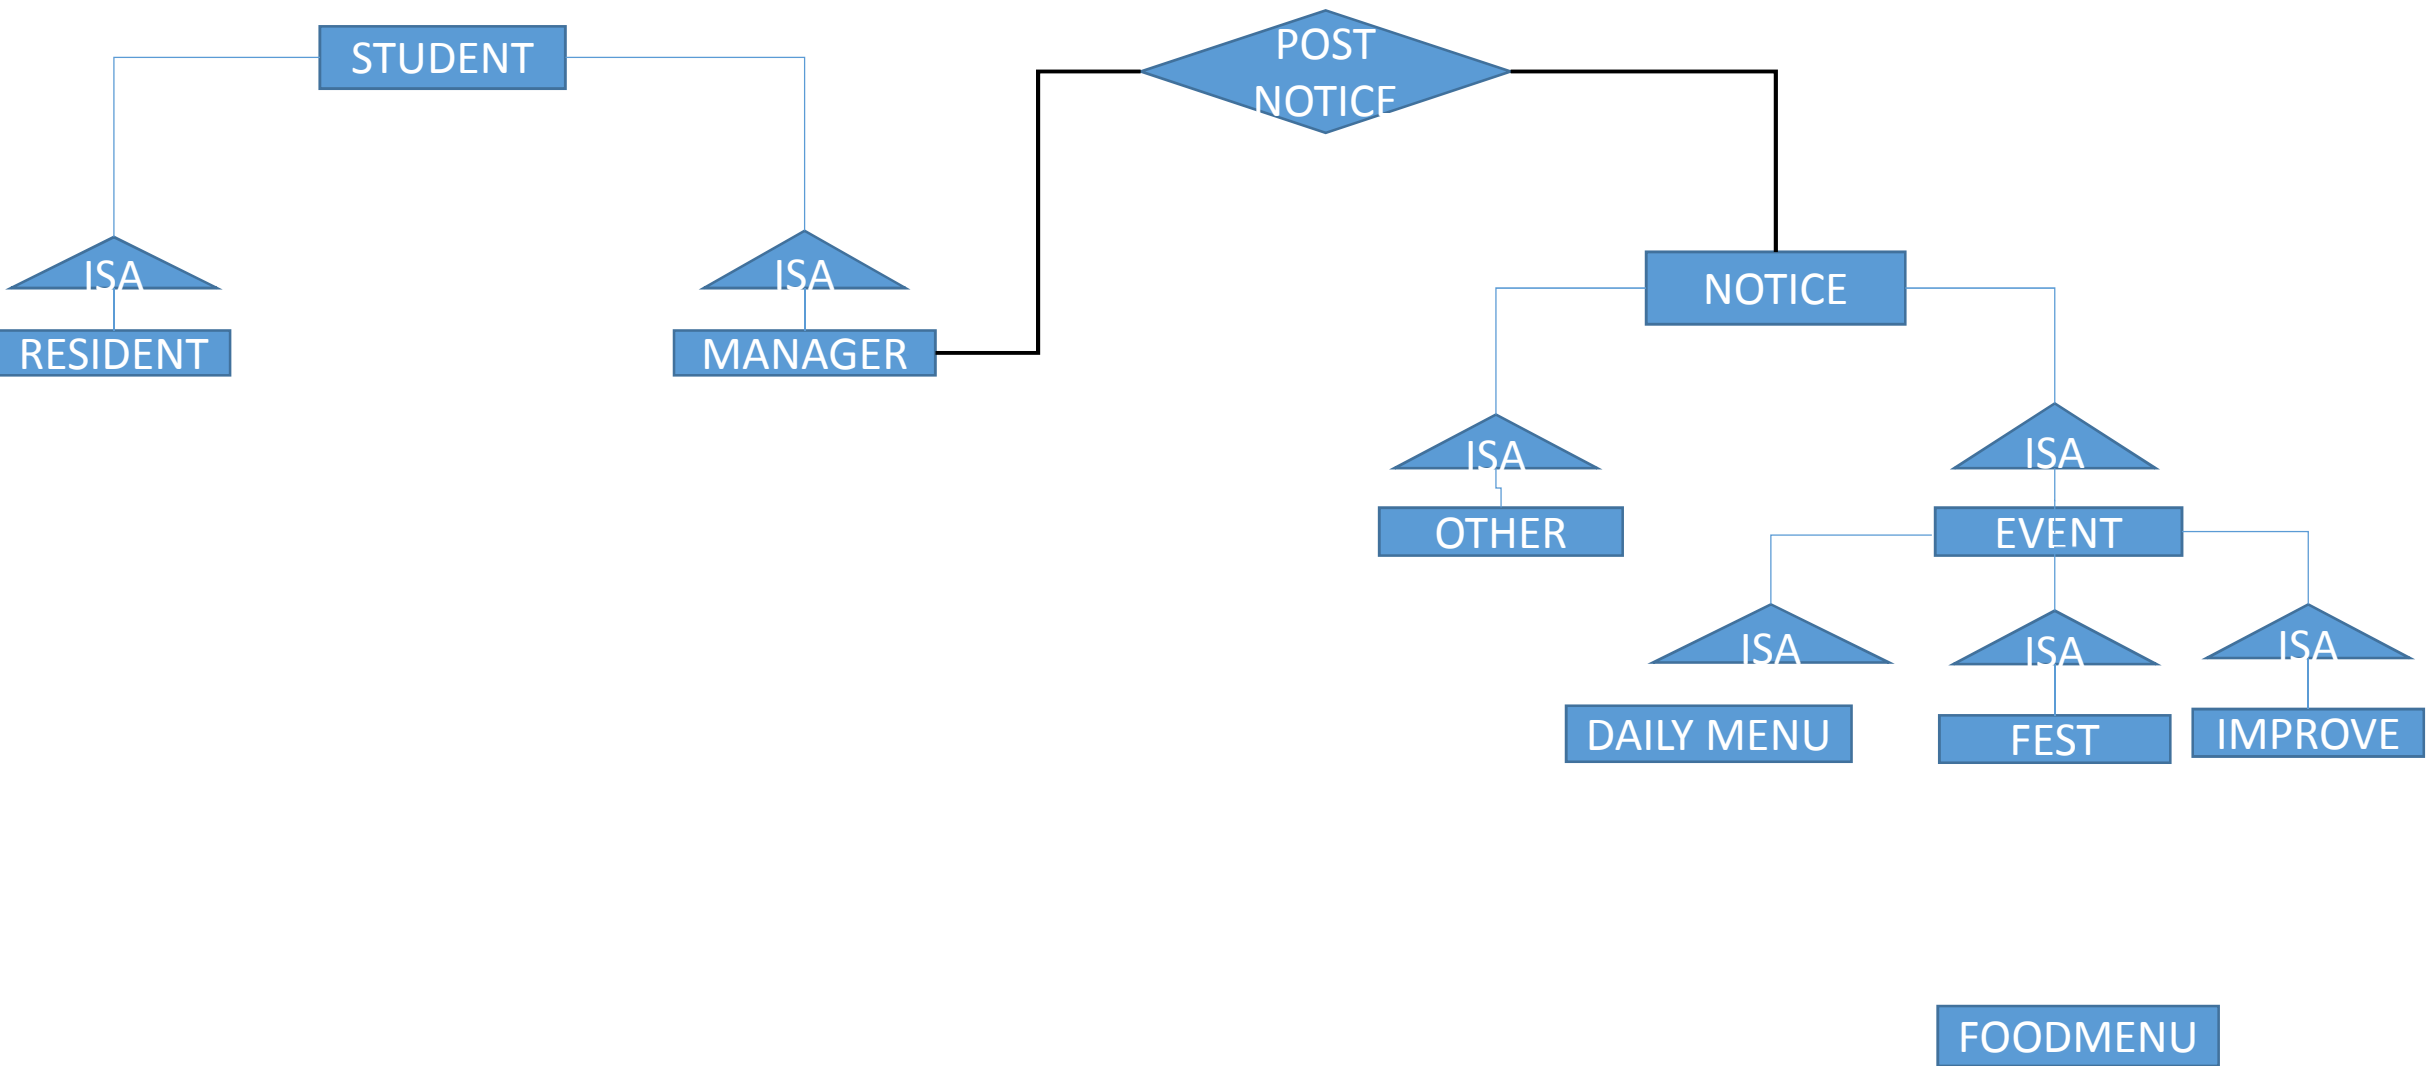 STUDENT
POST
NOTICE
ISA
ISA
NOTICE
RESIDENT
MANAGER
ISA
ISA
OTHER
EVENT
ISA
ISA
ISA
DAILY MENU
FEST
IMPROVE
FOODMENU